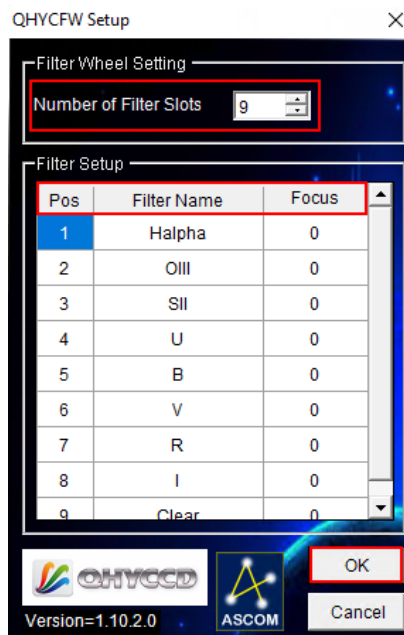 QHYCFW Setup
Filter Wheel Setting
Number of Filter Slots 9
Filter Setup
Pos Filter Name Focus
1 Halpha 0
2 OIII 0
3 SII 0
4 U 0
5 B 0
6 V 0
7 R 0
8 I 0
9 Clear 0
QHYCCD
ASCOM
Version=1.10.2.0
OK
Cancel